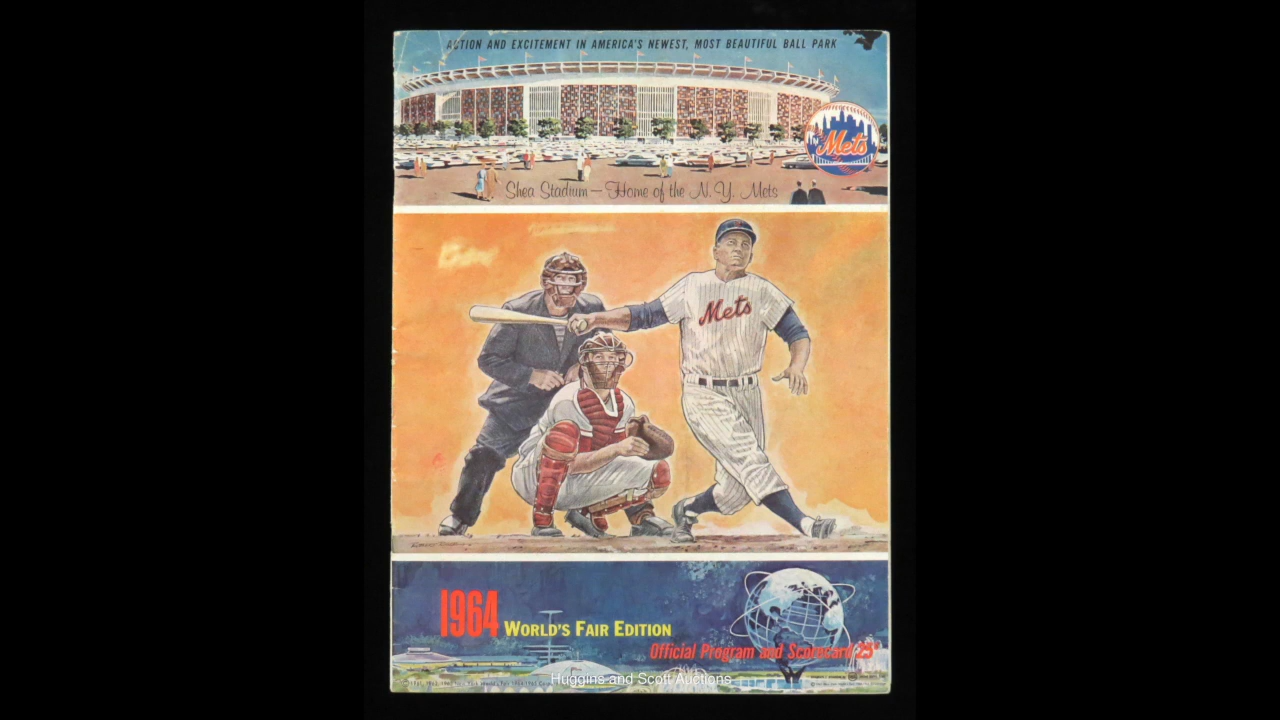 ACTION AND EXCITEMENT IN AMERICA'S NEWEST, MOST BEAUTIFUL BALL PARK
Mets
Shea Stadium—Home of the N.Y. Mets
Mets
1964 WORLD'S FAIR EDITION
Official Program and Scorecard 25¢
Huggins and Scott Auctions